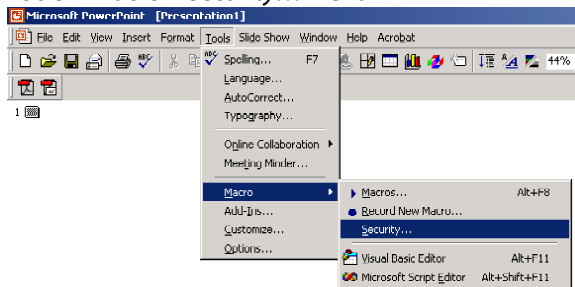 Microsoft PowerPoint [Presentation1]
File Edit View Insert Format Tools Slide Show Window Help Acrobat
44%
Spelling... F7
Language...
AutoCorrect...
Typography...
1
Online Collaboration
Meeting Minder...
Macro
Macros... Alt+F8
Add-Ins...
Record New Macro...
Customize...
Security...
Options...
Visual Basic Editor Alt+F11
Microsoft Script Editor Alt+Shift+F11